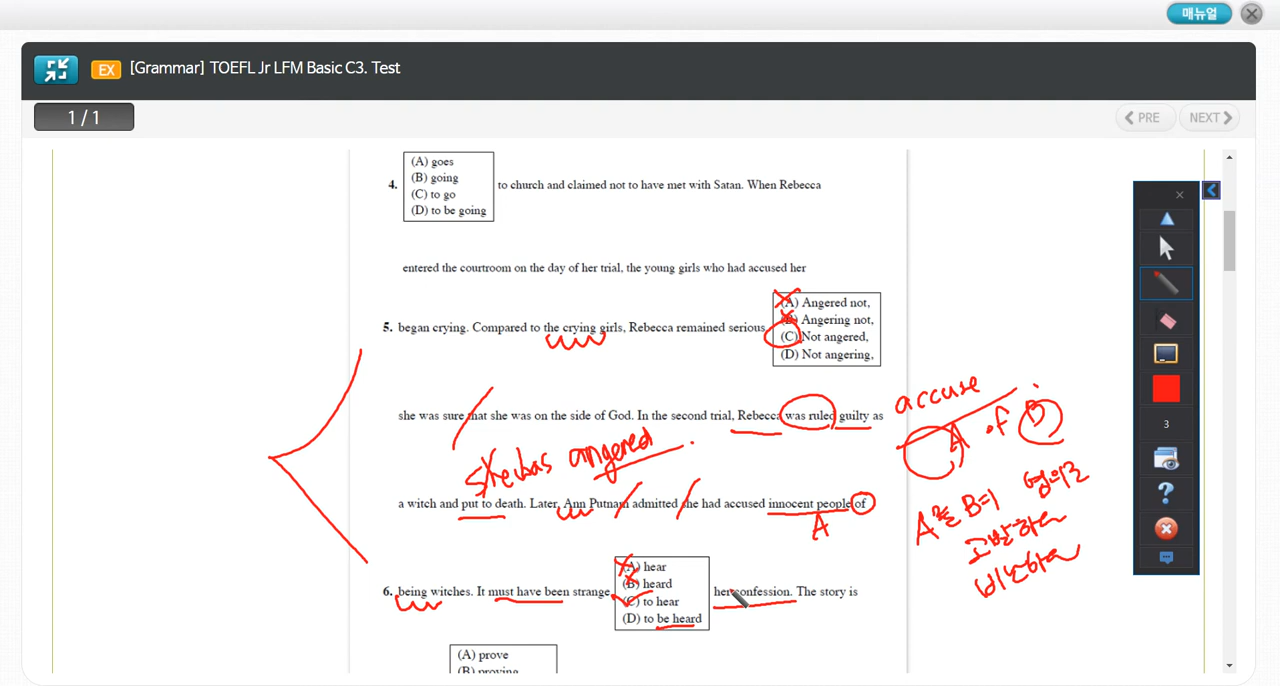 매뉴얼
EX [Grammar] TOEFL Jr LFM Basic C3. Test
1 / 1
PRE NEXT
(A) goes
(B) going
(C) to go
(D) to be going
4. to church and claimed not to have met with Satan. When Rebecca
entered the courtroom on the day of her trial, the young girls who had accused her
(A) Angered not,
(B) Angering not,
(C) Not angered,
(D) Not angering,
5. began crying. Compared to the crying girls, Rebecca remained serious
she was sure that she was on the side of God. In the second trial, Rebecca was ruled guilty as
accuse
A of B
she was angered
a witch and put to death. Later, Ann Putnam admitted she had accused innocent people of
A
A를 B의 혐의로
고발하다
비난하다
(A) hear
(B) heard
(C) to hear
(D) to be heard
6. being witches. It must have been strange her confession. The story is
(A) prove
(B) proving
3